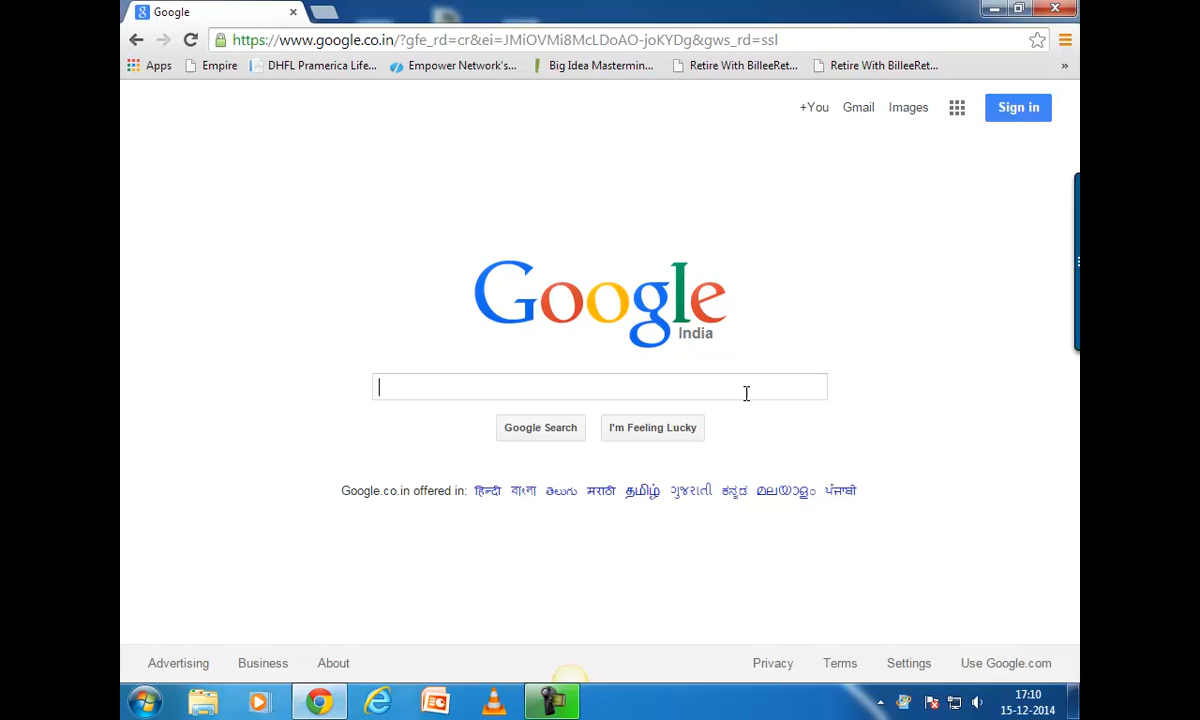 Google
https://www.google.co.in/?gfe_rd=cr&ei=JMiOVMi8McLDoAO-joKYDg&gws_rd=ssl
Apps Empire DHFL Pramerica Life... Empower Network's... Big Idea Mastermin... Retire With BilleeRet... Retire With BilleeRet... »
+You Gmail Images Sign in
Google
India
Google Search I'm Feeling Lucky
Google.co.in offered in: हिन्दी বাংলা తెలుగు मराठी தமிழ் ગુજરાતી ಕನ್ನಡ മലയാളം ਪੰਜਾਬੀ
Advertising Business About Privacy Terms Settings Use Google.com
17:10
15-12-2014